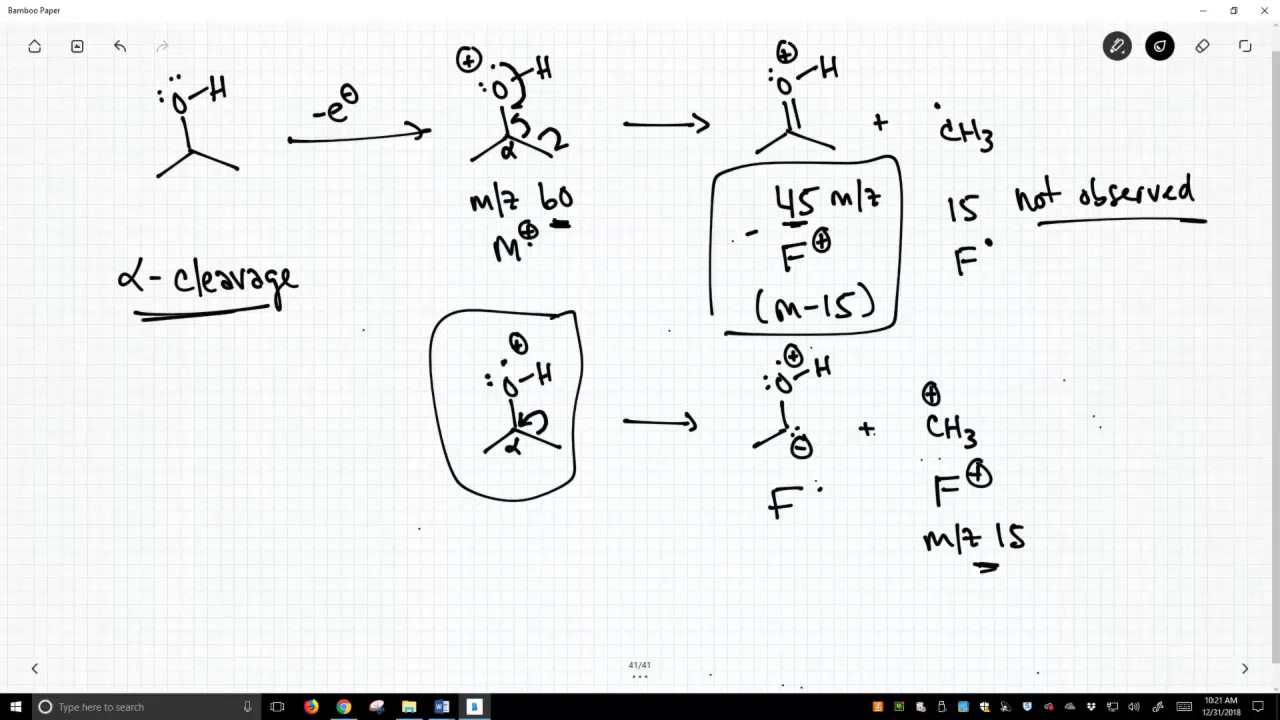 Bamboo Paper
:Ö-H
-e⊖
⊕
:O-H
α
m/z 60
M⊕•
⊕
:O-H
+ •CH3
45 m/z
- F⊕
(m-15)
15 not observed
F•
α-cleavage
⊕
:O-H
α
⊕
:O-H
⊖
F•
+
⊕
CH3
F⊕
m/z 15
41/41
Type here to search
10:21 AM
12/31/2018